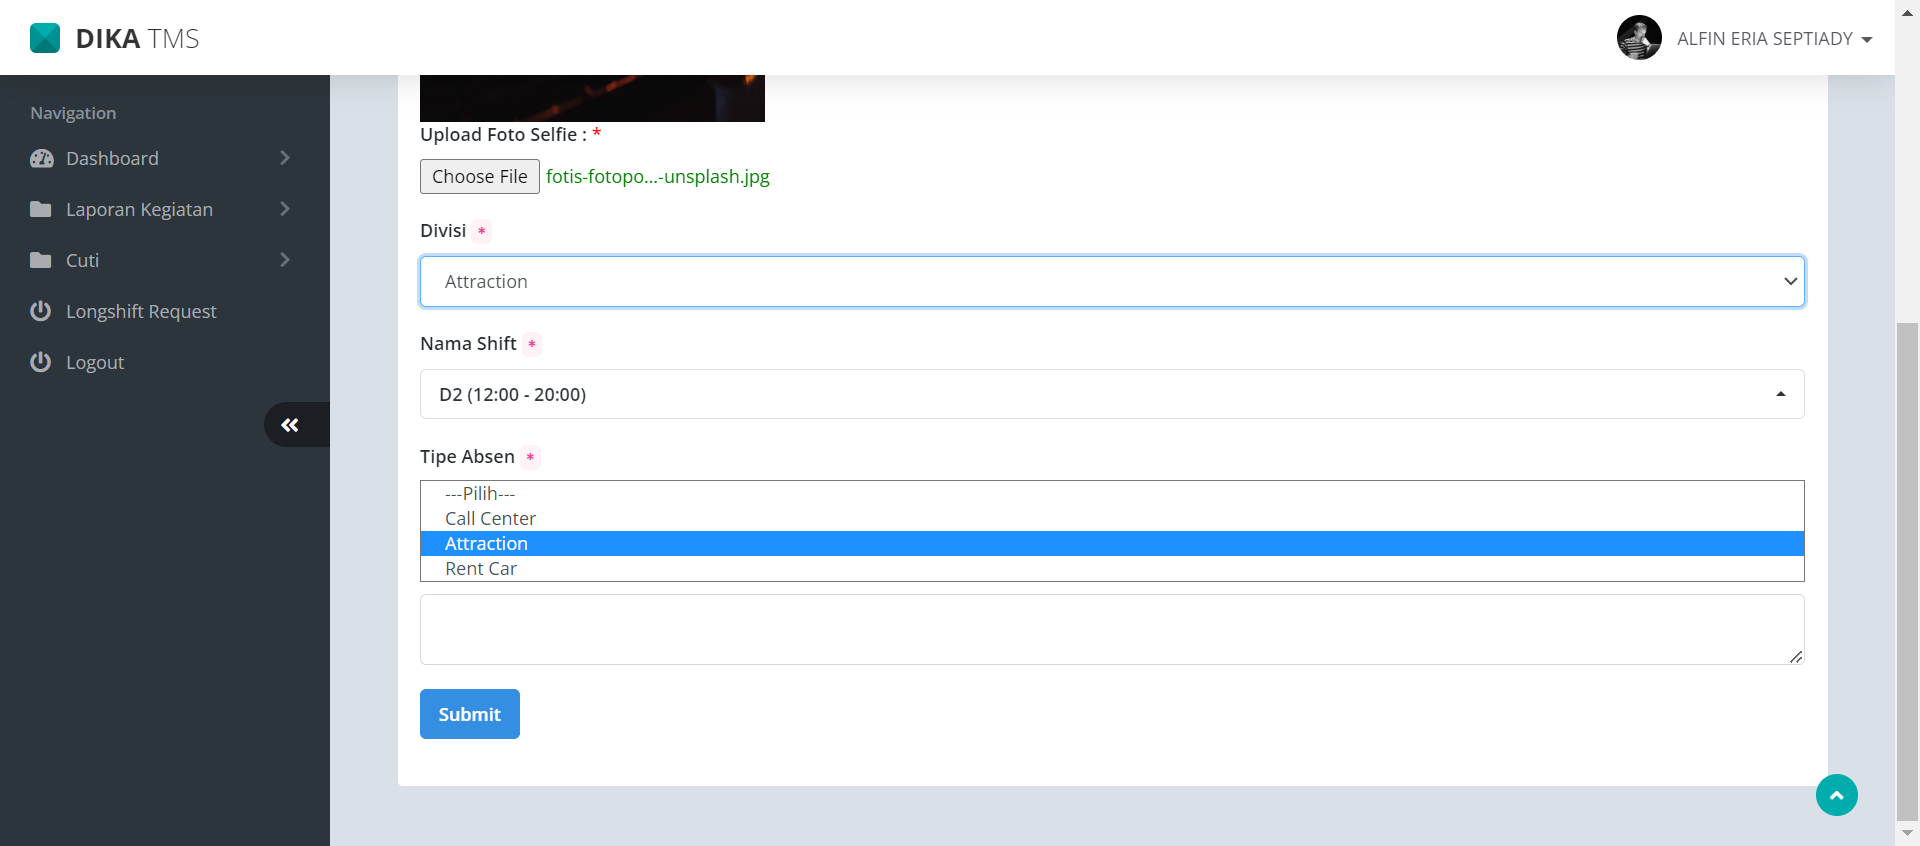 DIKA TMS
ALFIN ERIA SEPTIADY
Navigation
Dashboard
Laporan Kegiatan
Cuti
Longshift Request
Logout
Upload Foto Selfie : *
Choose File fotis-fotopo...-unsplash.jpg
Divisi *
Attraction
Nama Shift *
D2 (12:00 - 20:00)
Tipe Absen *
---Pilih---
Call Center
Attraction
Rent Car
Submit